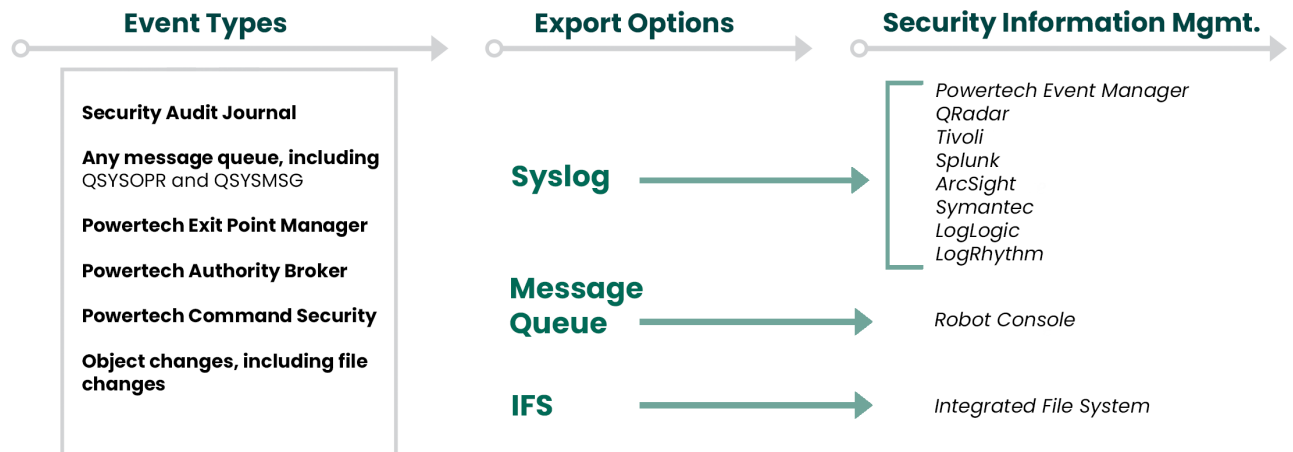 Event Types
Export Options
Security Information Mgmt.
Security Audit Journal
Any message queue, including
QSYSOPR and QSYSMSG
Powertech Exit Point Manager
Powertech Authority Broker
Powertech Command Security
Object changes, including file
changes
Syslog
Message
Queue
IFS
Powertech Event Manager
QRadar
Tivoli
Splunk
ArcSight
Symantec
LogLogic
LogRhythm
Robot Console
Integrated File System